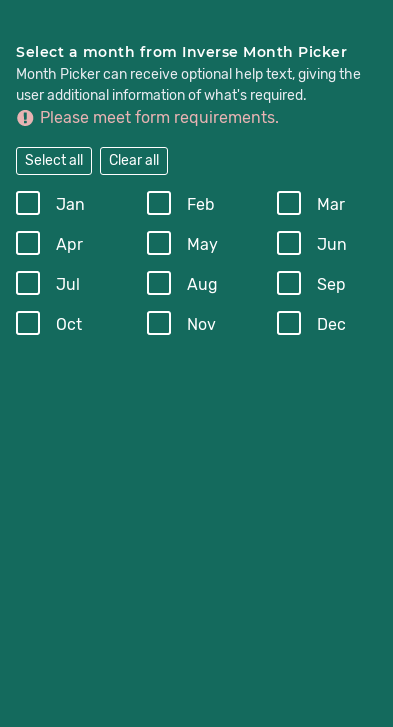 Select a month from Inverse Month Picker
Month Picker can receive optional help text, giving the
user additional information of what's required.
Please meet form requirements.
Select all Clear all
Jan Feb Mar
Apr May Jun
Jul Aug Sep
Oct Nov Dec